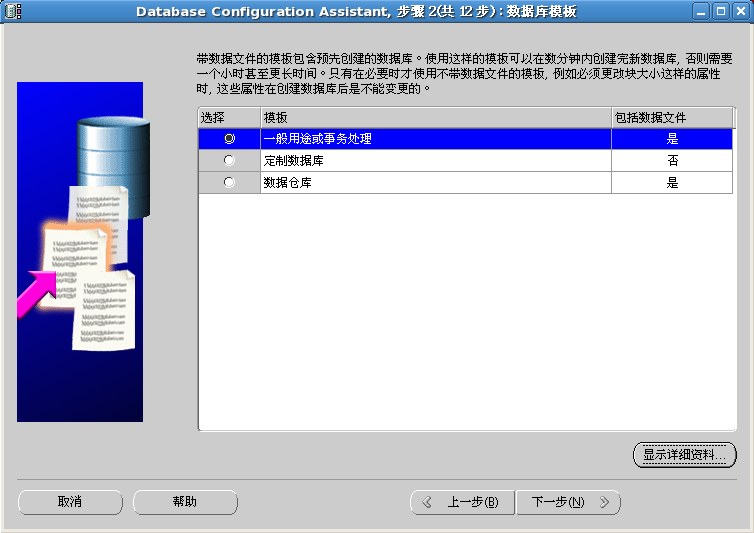 Database Configuration Assistant, 步骤 2(共 12 步) : 数据库模板
带数据文件的模板包含预先创建的数据库。使用这样的模板可以在数分钟内创建完新数据库, 否则需要
一个小时甚至更长时间。只有在必要时才使用不带数据文件的模板, 例如必须更改块大小这样的属性
时, 这些属性在创建数据库后是不能变更的。
选择 模板 包括数据文件
一般用途或事务处理 是
定制数据库 否
数据仓库 是
显示详细资料...
取消 帮助 上一步(B) 下一步(N)